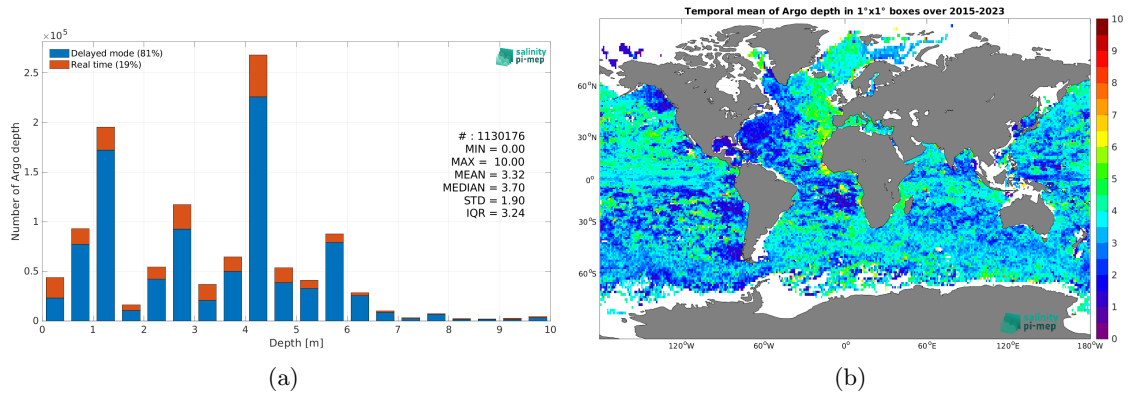 ×10⁵
Delayed mode (81%)
Real time (19%)
salinity
pi-mep
# : 1130176
MIN = 0.00
MAX = 10.00
MEAN = 3.32
MEDIAN = 3.70
STD = 1.90
IQR = 3.24
Number of Argo depth
2.5
2
1.5
1
0.5
0
0 1 2 3 4 5 6 7 8 9 10
Depth [m]
(a)
Temporal mean of Argo depth in 1°x1° boxes over 2015-2023
60°N
30°N
0°
30°S
60°S
120°W 60°W 0° 60°E 120°E 180°W
salinity
pi-mep
10
9
8
7
6
5
4
3
2
1
0
(b)